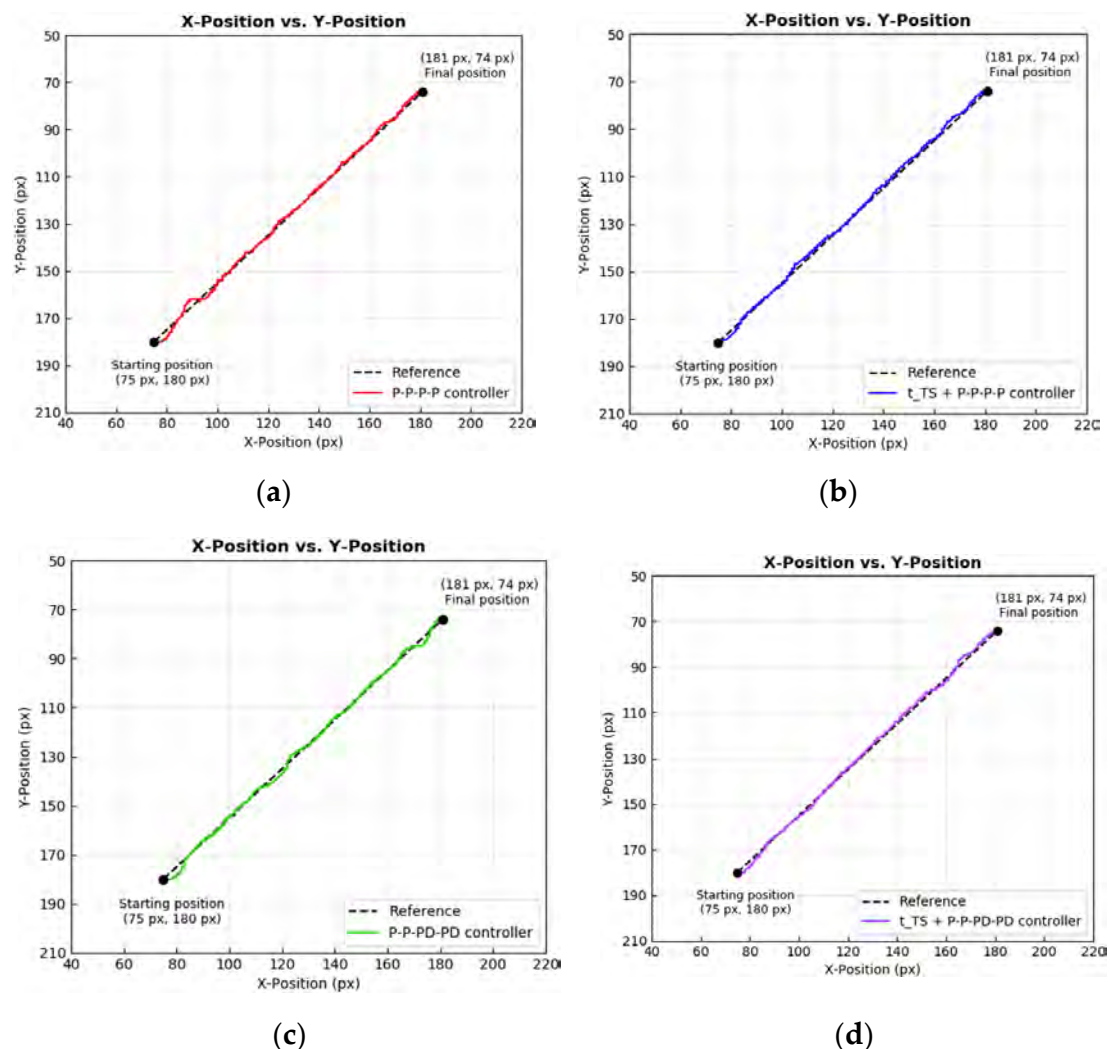 X-Position vs. Y-Position
50
70
90
110
130
150
170
190
210
Y-Position (px)
(181 px, 74 px)
Final position
Starting position
(75 px, 180 px)
Reference
P-P-P-P controller
40 60 80 100 120 140 160 180 200 220
X-Position (px)
(a)
X-Position vs. Y-Position
50
70
90
110
130
150
170
190
210
Y-Position (px)
(181 px, 74 px)
Final position
Starting position
(75 px, 180 px)
Reference
t_TS + P-P-P-P controller
40 60 80 100 120 140 160 180 200 220
X-Position (px)
(b)
X-Position vs. Y-Position
50
70
90
110
130
150
170
190
210
Y-Position (px)
(181 px, 74 px)
Final position
Starting position
(75 px, 180 px)
Reference
P-P-PD-PD controller
40 60 80 100 120 140 160 180 200 220
X-Position (px)
(c)
X-Position vs. Y-Position
50
70
90
110
130
150
170
190
210
Y-Position (px)
(181 px, 74 px)
Final position
Starting position
(75 px, 180 px)
Reference
t_TS + P-P-PD-PD controller
40 60 80 100 120 140 160 180 200 220
X-Position (px)
(d)